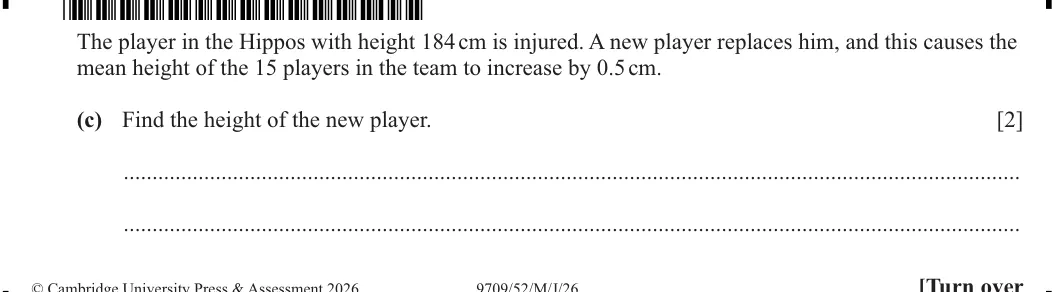 The player in the Hippos with height 184 cm is injured. A new player replaces him, and this causes the
mean height of the 15 players in the team to increase by 0.5 cm.
(c) Find the height of the new player. [2]
................................................................................................................................................................
................................................................................................................................................................
© Cambridge University Press & Assessment 2026 9709/52/M/J/26 [Turn over